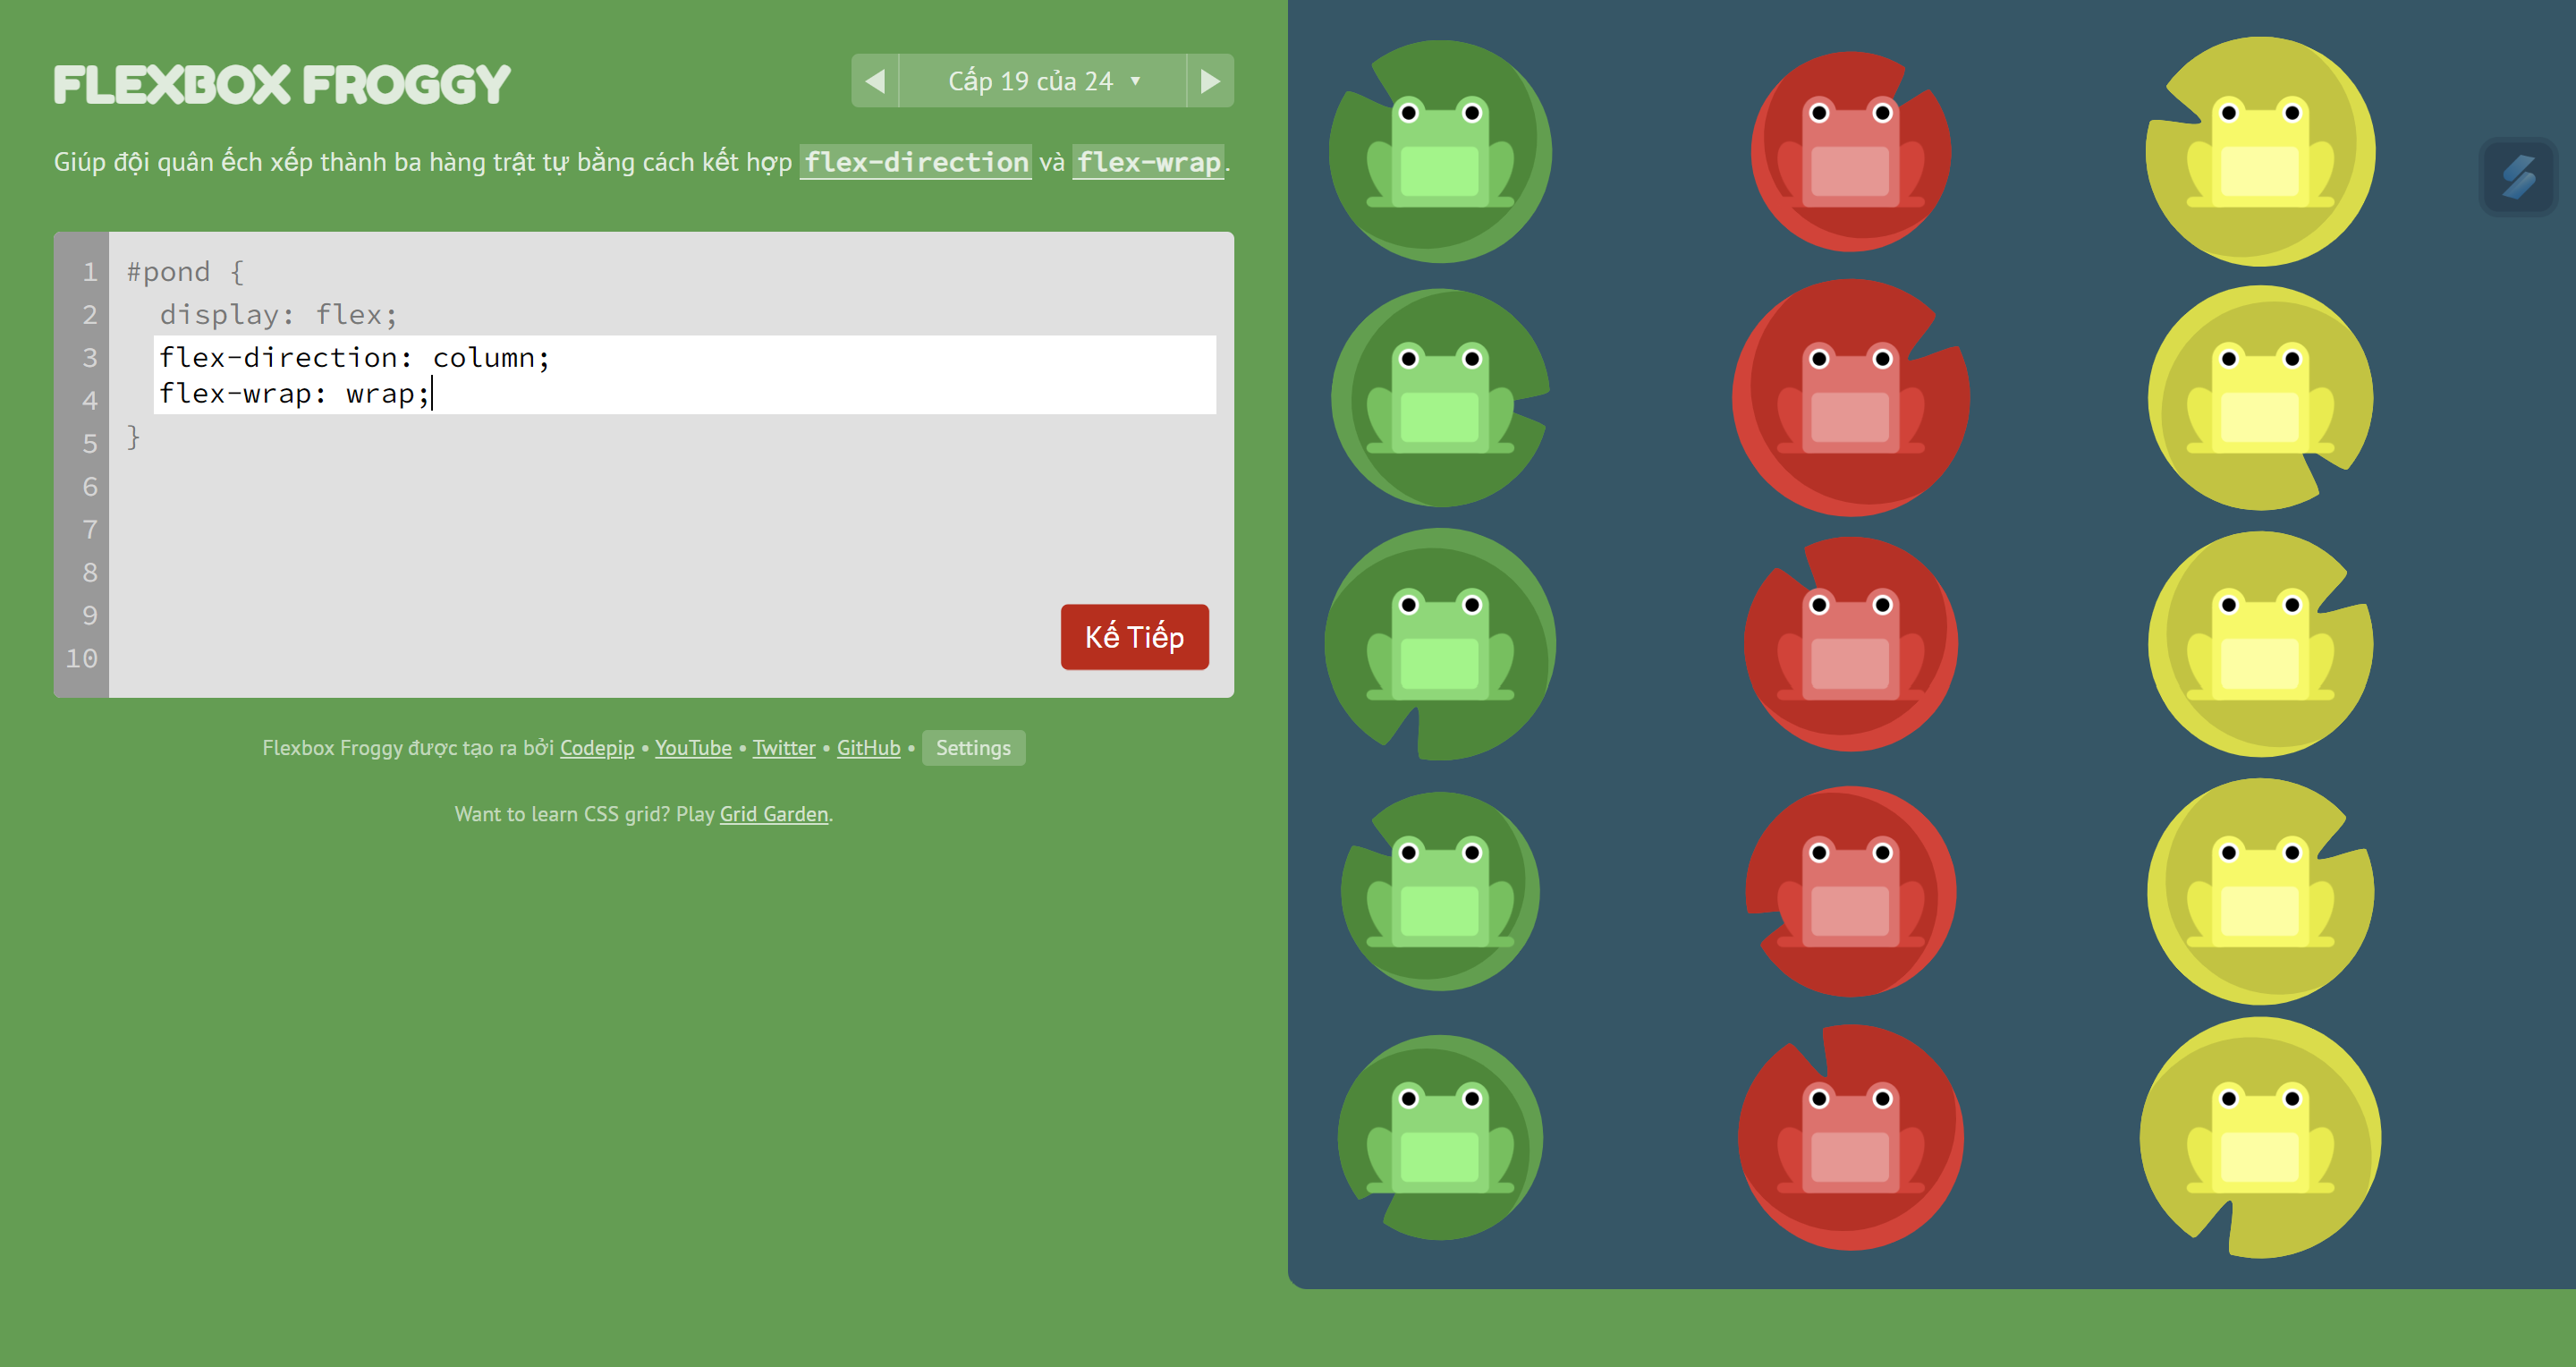 FLEXBOX FROGGY
◀ Cấp 19 của 24 ▼ ▶
Giúp đội quân ếch xếp thành ba hàng trật tự bằng cách kết hợp flex-direction và flex-wrap.
1 #pond {
2 display: flex;
3 flex-direction: column;
4 flex-wrap: wrap;
5 }
6
7
8
9
10
Kế Tiếp
Flexbox Froggy được tạo ra bởi Codepip • YouTube • Twitter • GitHub • Settings
Want to learn CSS grid? Play Grid Garden.